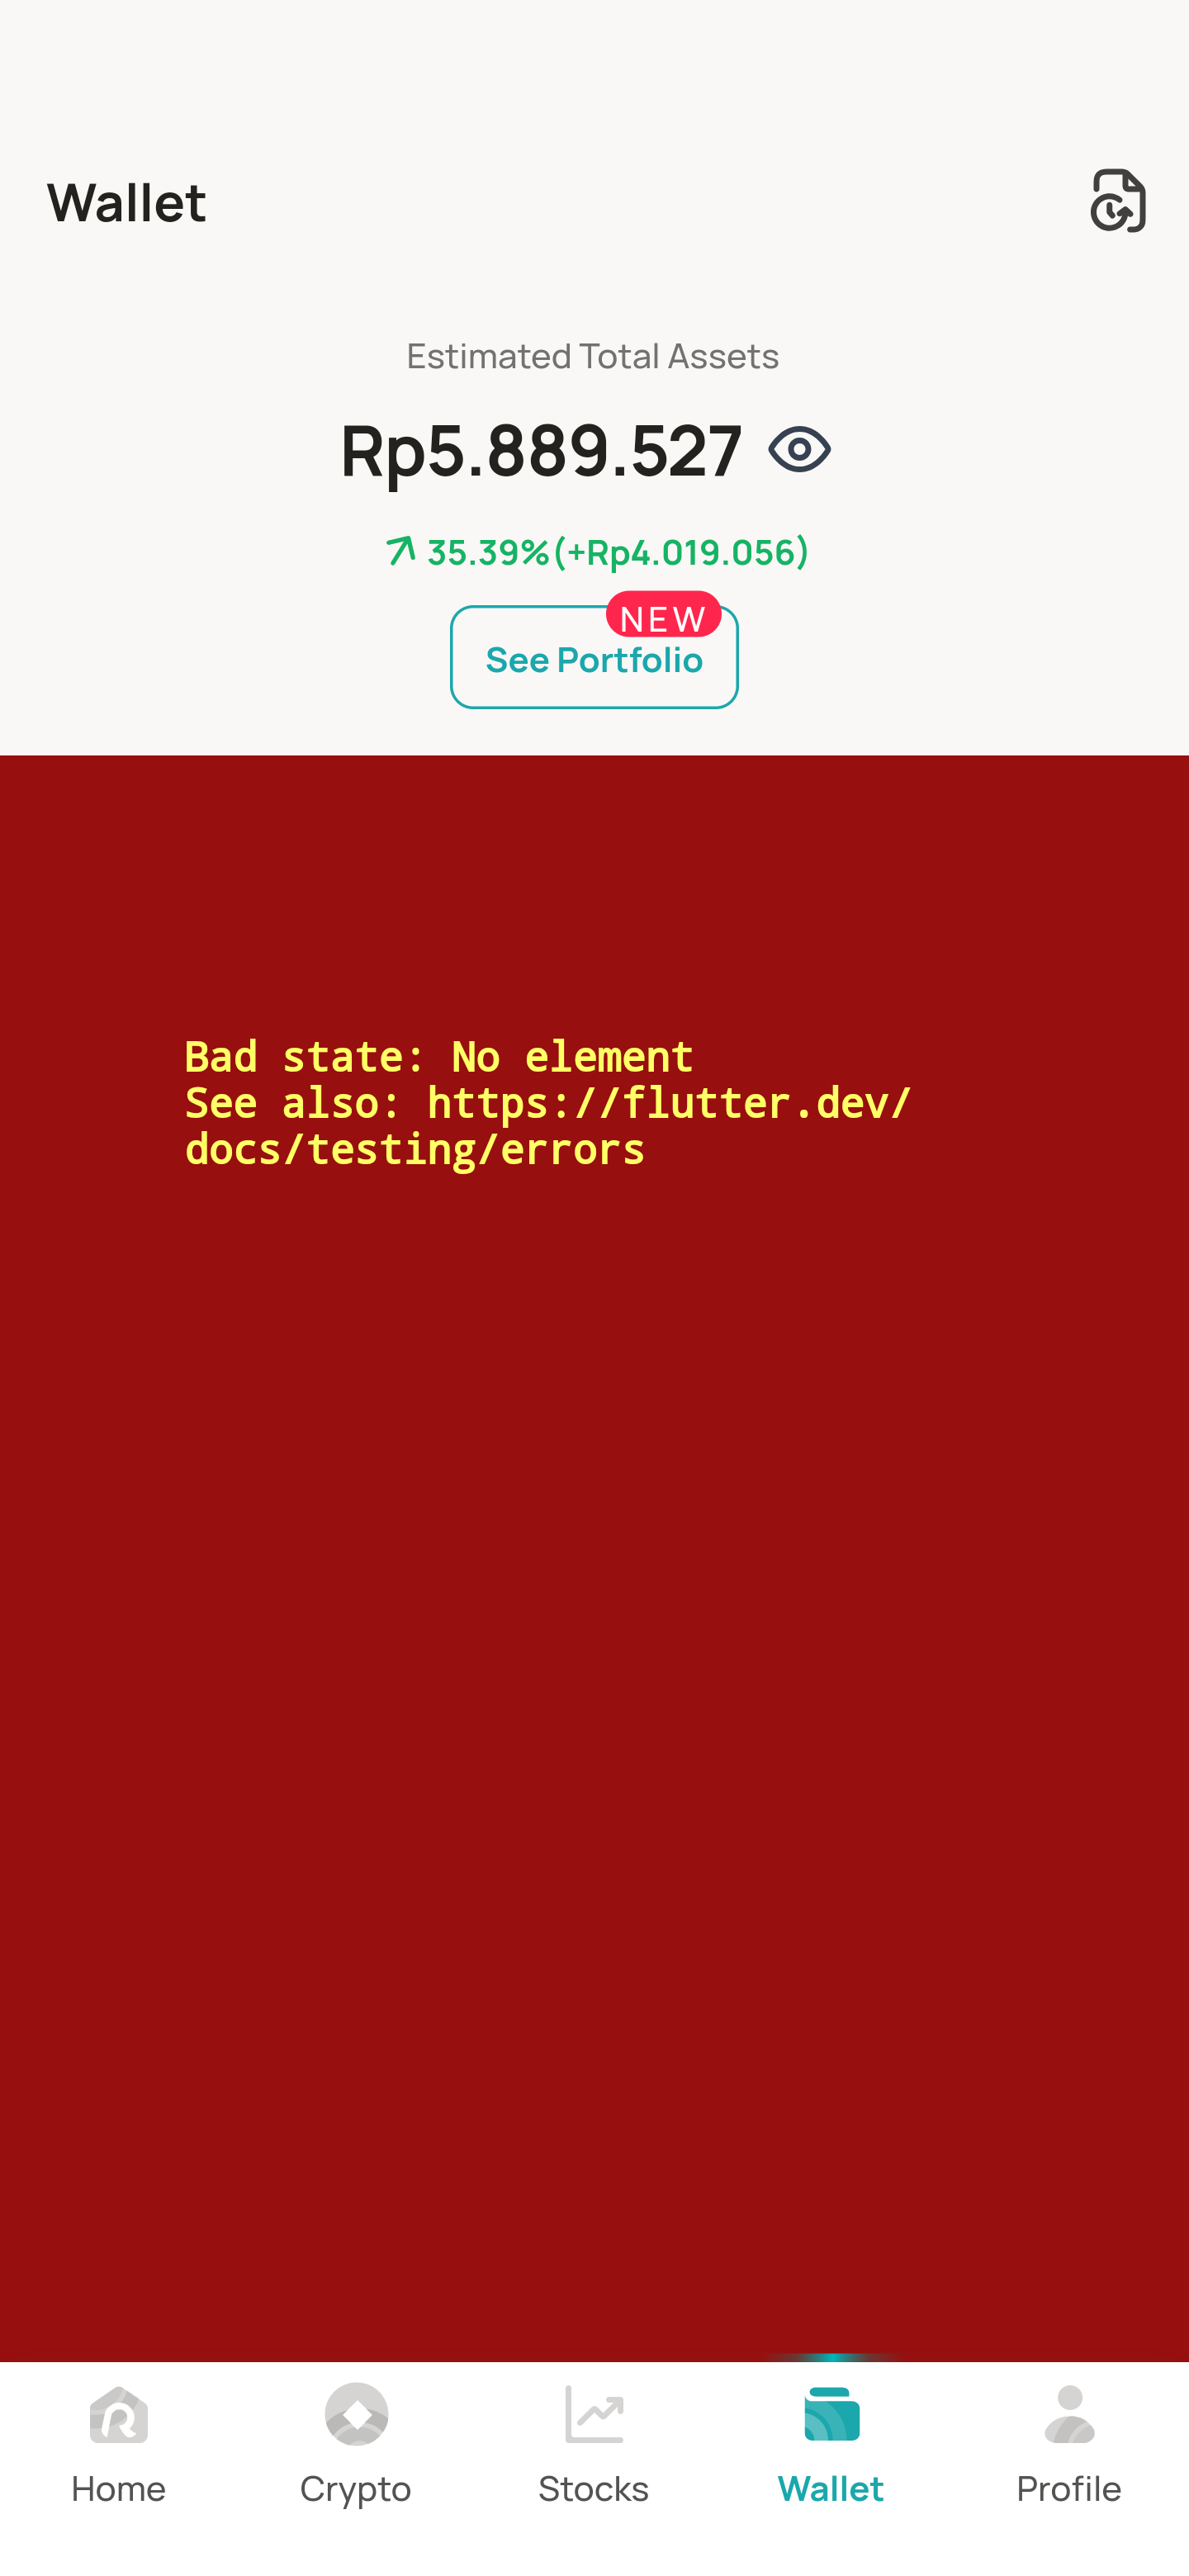 Wallet
Estimated Total Assets
Rp5.889.527
35.39%(+Rp4.019.056)
NEW
See Portfolio
Bad state: No element
See also: https://flutter.dev/
docs/testing/errors
Home
Crypto
Stocks
Wallet
Profile